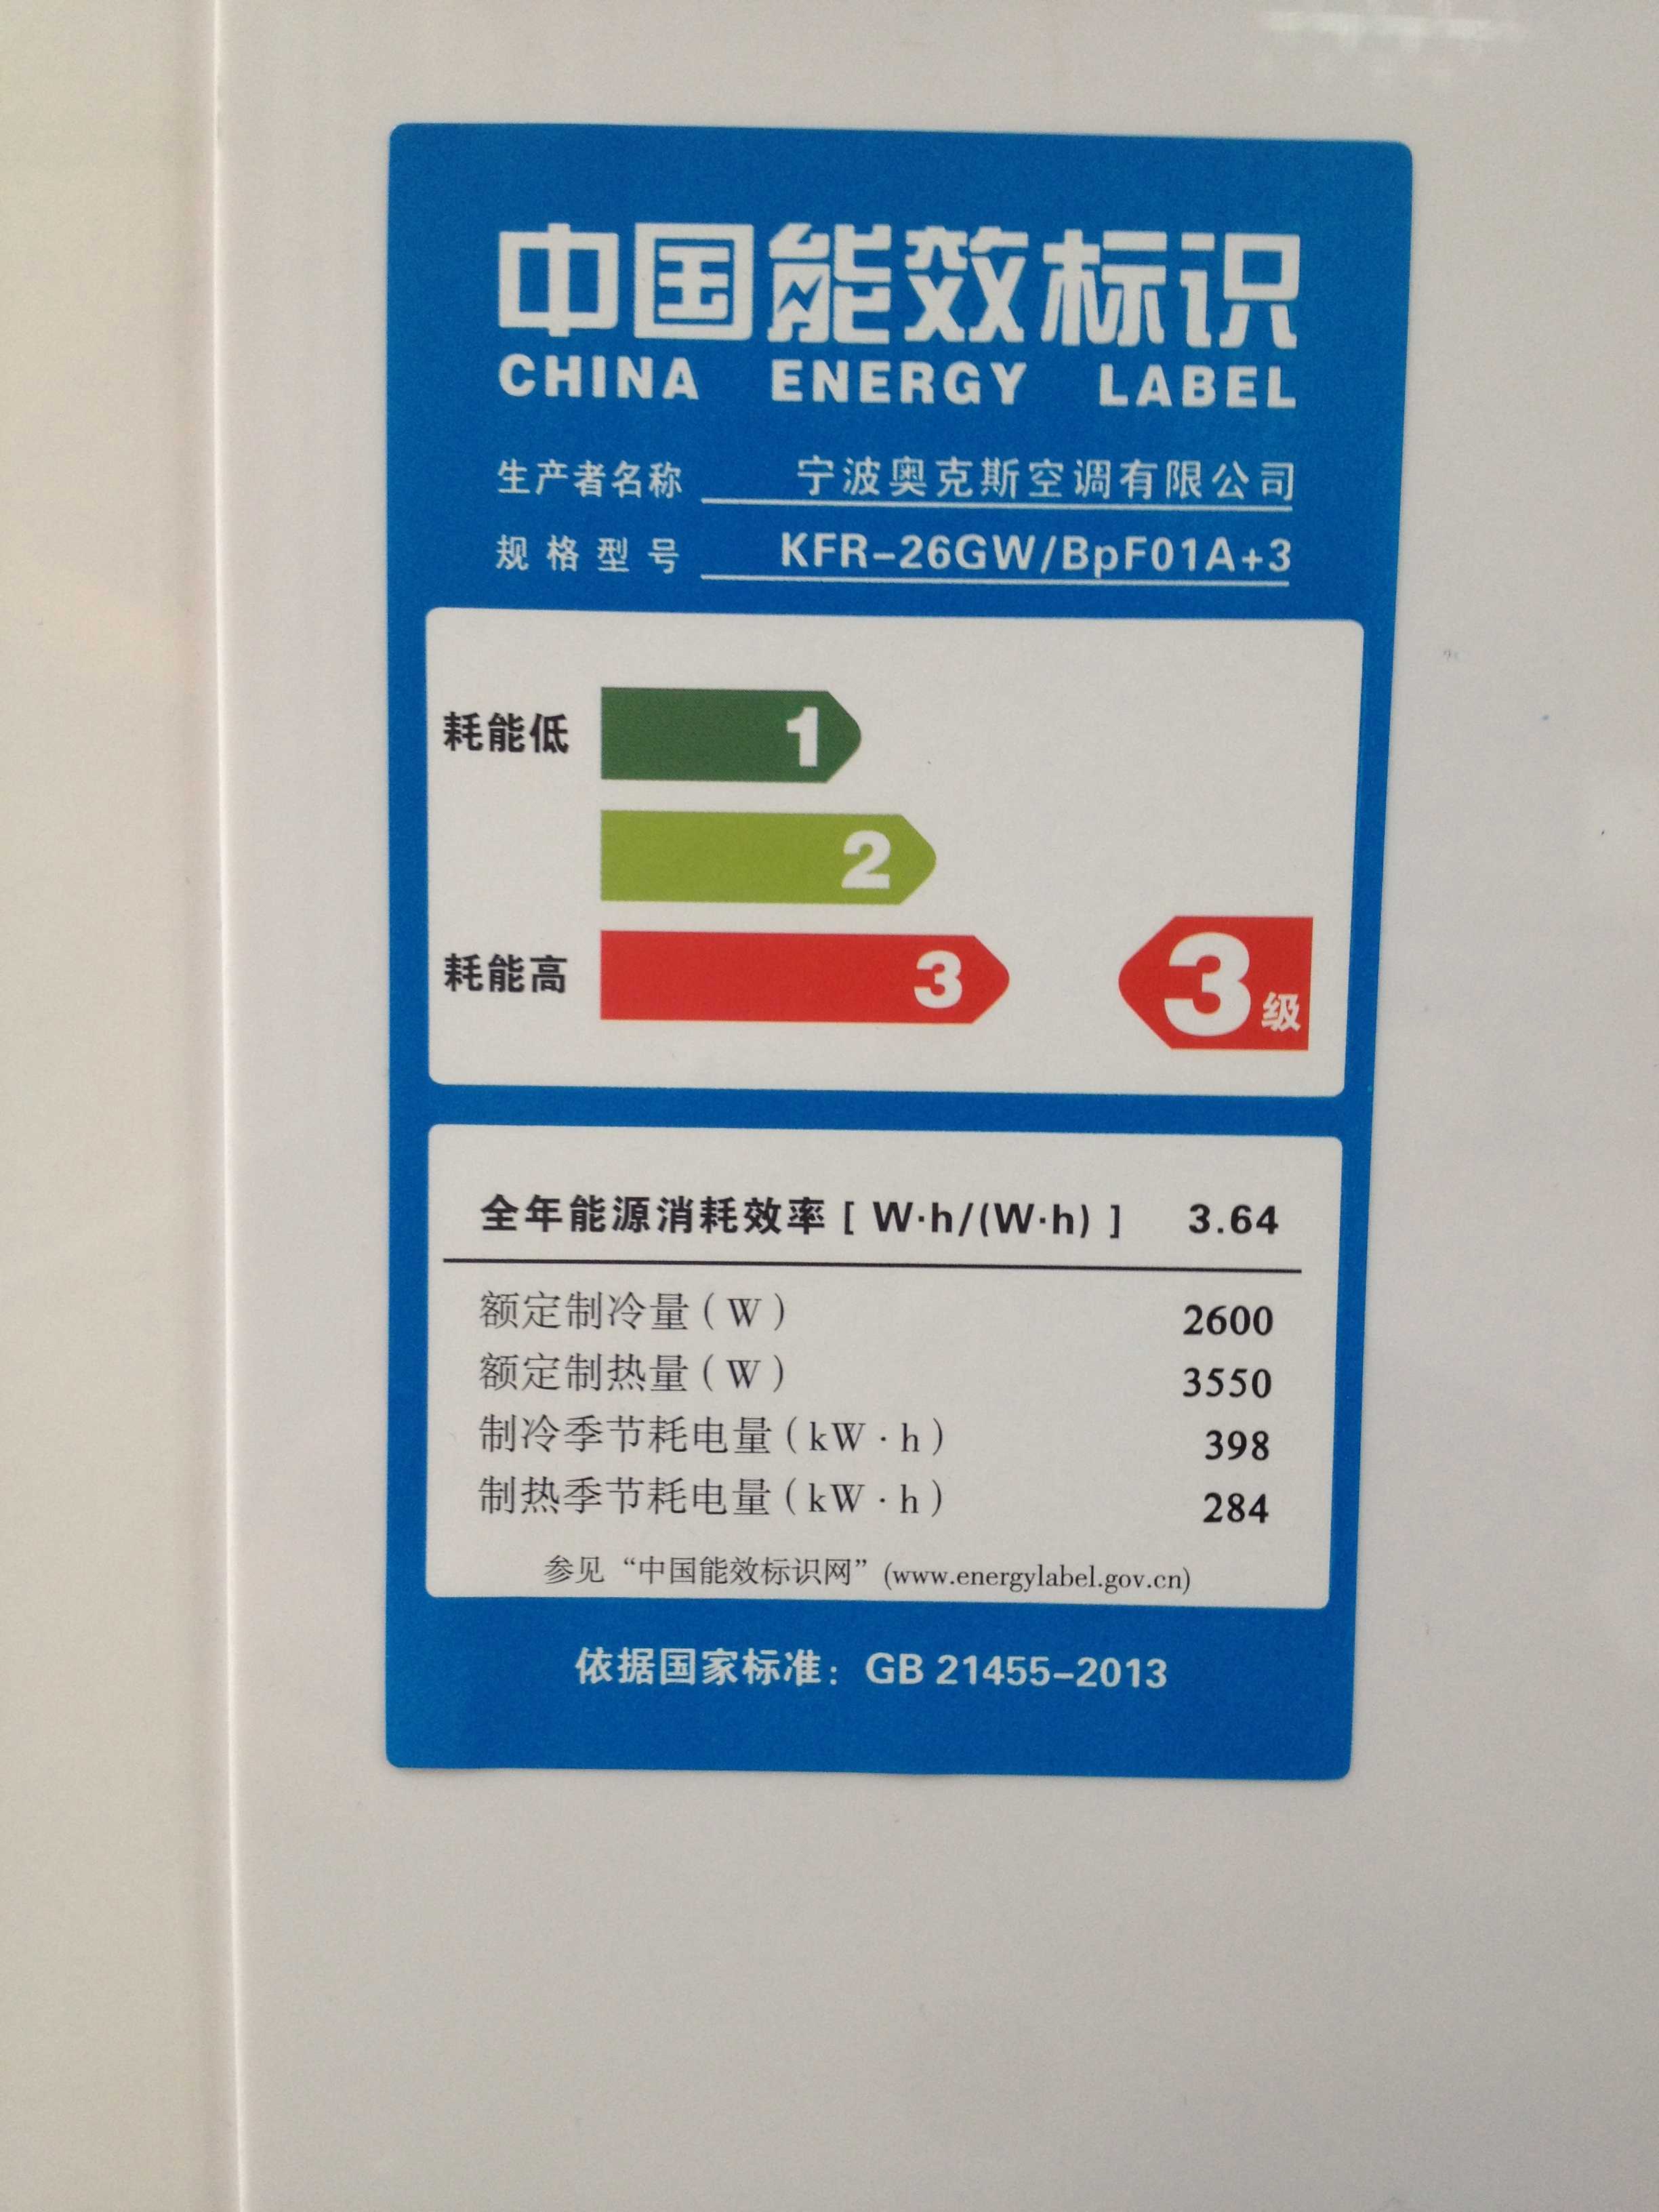 中国能效标识
CHINA ENERGY LABEL
生产者名称 宁波奥克斯空调有限公司
规格型号 KFR-26GW/BpF01A+3
耗能低 1
2
耗能高 3 3级
全年能源消耗效率[ W·h/(W·h) ] 3.64
额定制冷量(W) 2600
额定制热量(W) 3550
制冷季节耗电量(kW·h) 398
制热季节耗电量(kW·h) 284
参见“中国能效标识网”(www.energylabel.gov.cn)
依据国家标准：GB 21455-2013